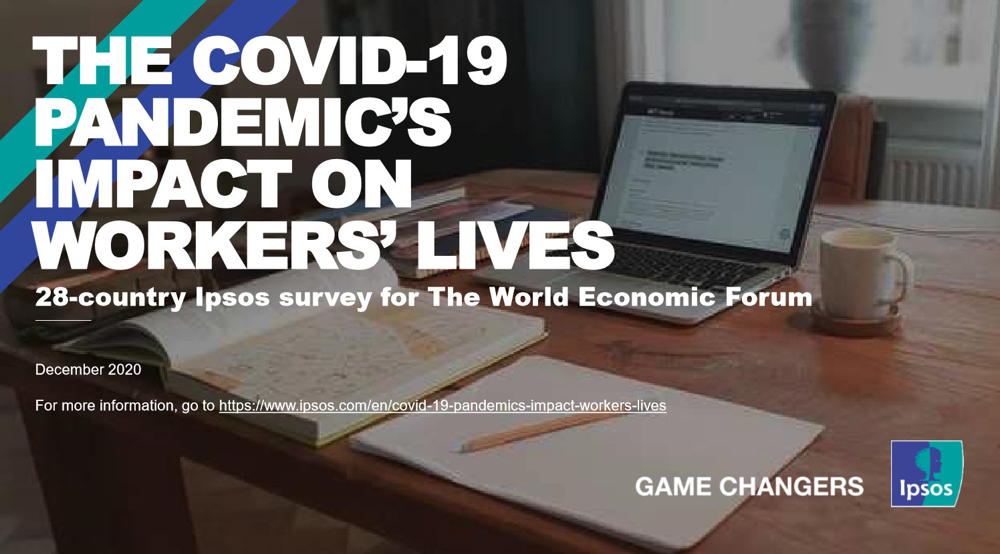 THE COVID-19
PANDEMIC’S
IMPACT ON
WORKERS’ LIVES
28-country Ipsos survey for The World Economic Forum
December 2020
For more information, go to https://www.ipsos.com/en/covid-19-pandemics-impact-workers-lives
GAME CHANGERS
Ipsos